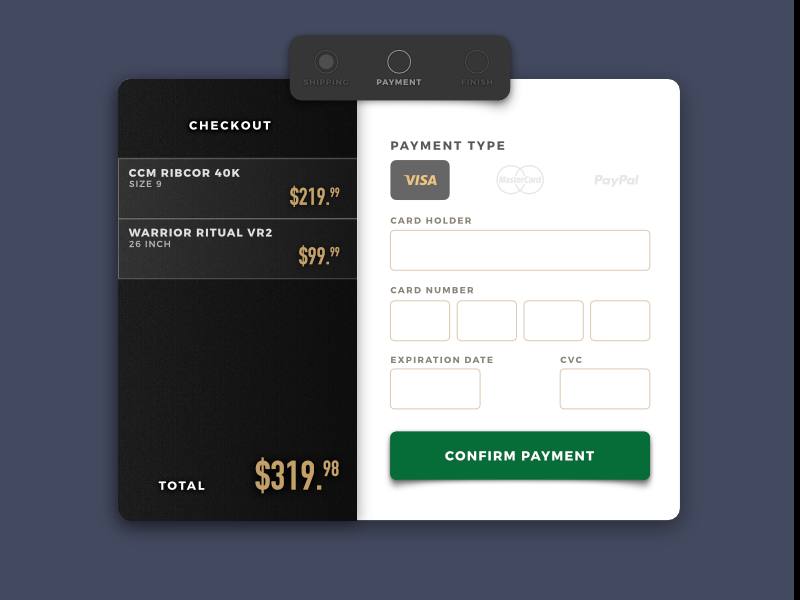 SHIPPING PAYMENT FINISH
CHECKOUT
CCM RIBCOR 40K
SIZE 9
$219.99
WARRIOR RITUAL VR2
26 INCH
$99.99
TOTAL $319.98
PAYMENT TYPE
VISA MasterCard PayPal
CARD HOLDER
CARD NUMBER
EXPIRATION DATE CVC
CONFIRM PAYMENT